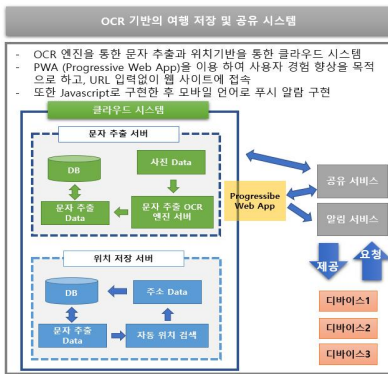 OCR 기반의 여행 저장 및 공유 시스템
- OCR 엔진을 통한 문자 추출과 위치기반을 통한 클라우드 시스템
- PWA (Progressive Web App)을 이용 하여 사용자 경험 향상을 목적
으로 하고, URL 입력없이 웹 사이트에 접속
- 또한 Javascript로 구현한 후 모바일 언어로 푸시 알람 구현
클라우드 시스템
문자 추출 서버
DB
사진 Data
문자 추출
Data
문자 추출 OCR
엔진 서버
위치 저장 서버
DB
주소 Data
문자 추출
Data
자동 위치 검색
Progressibe
Web App
공유 서비스
알림 서비스
제공
요청
디바이스1
디바이스2
디바이스3